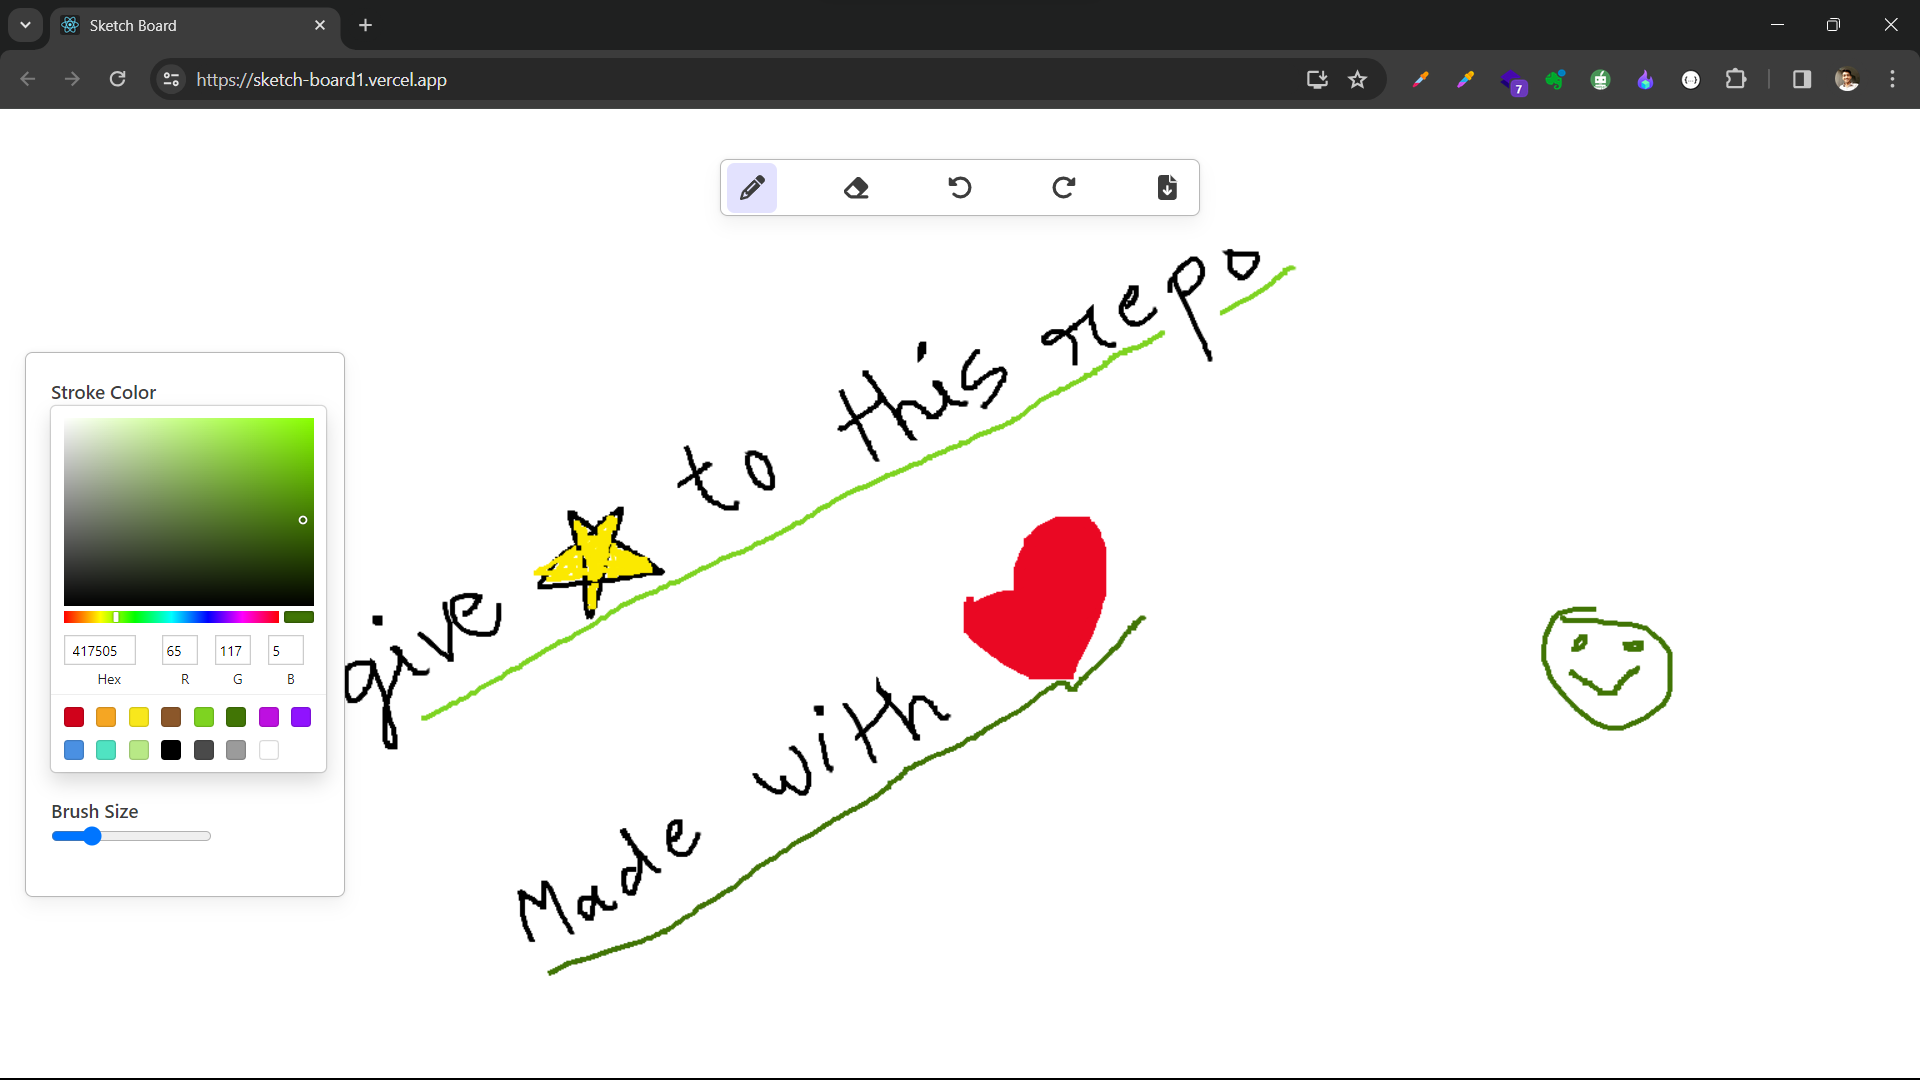 Sketch Board
https://sketch-board1.vercel.app
7
give to this repo
Stroke Color
417505 65 117 5
Hex R G B
Made with
Brush Size